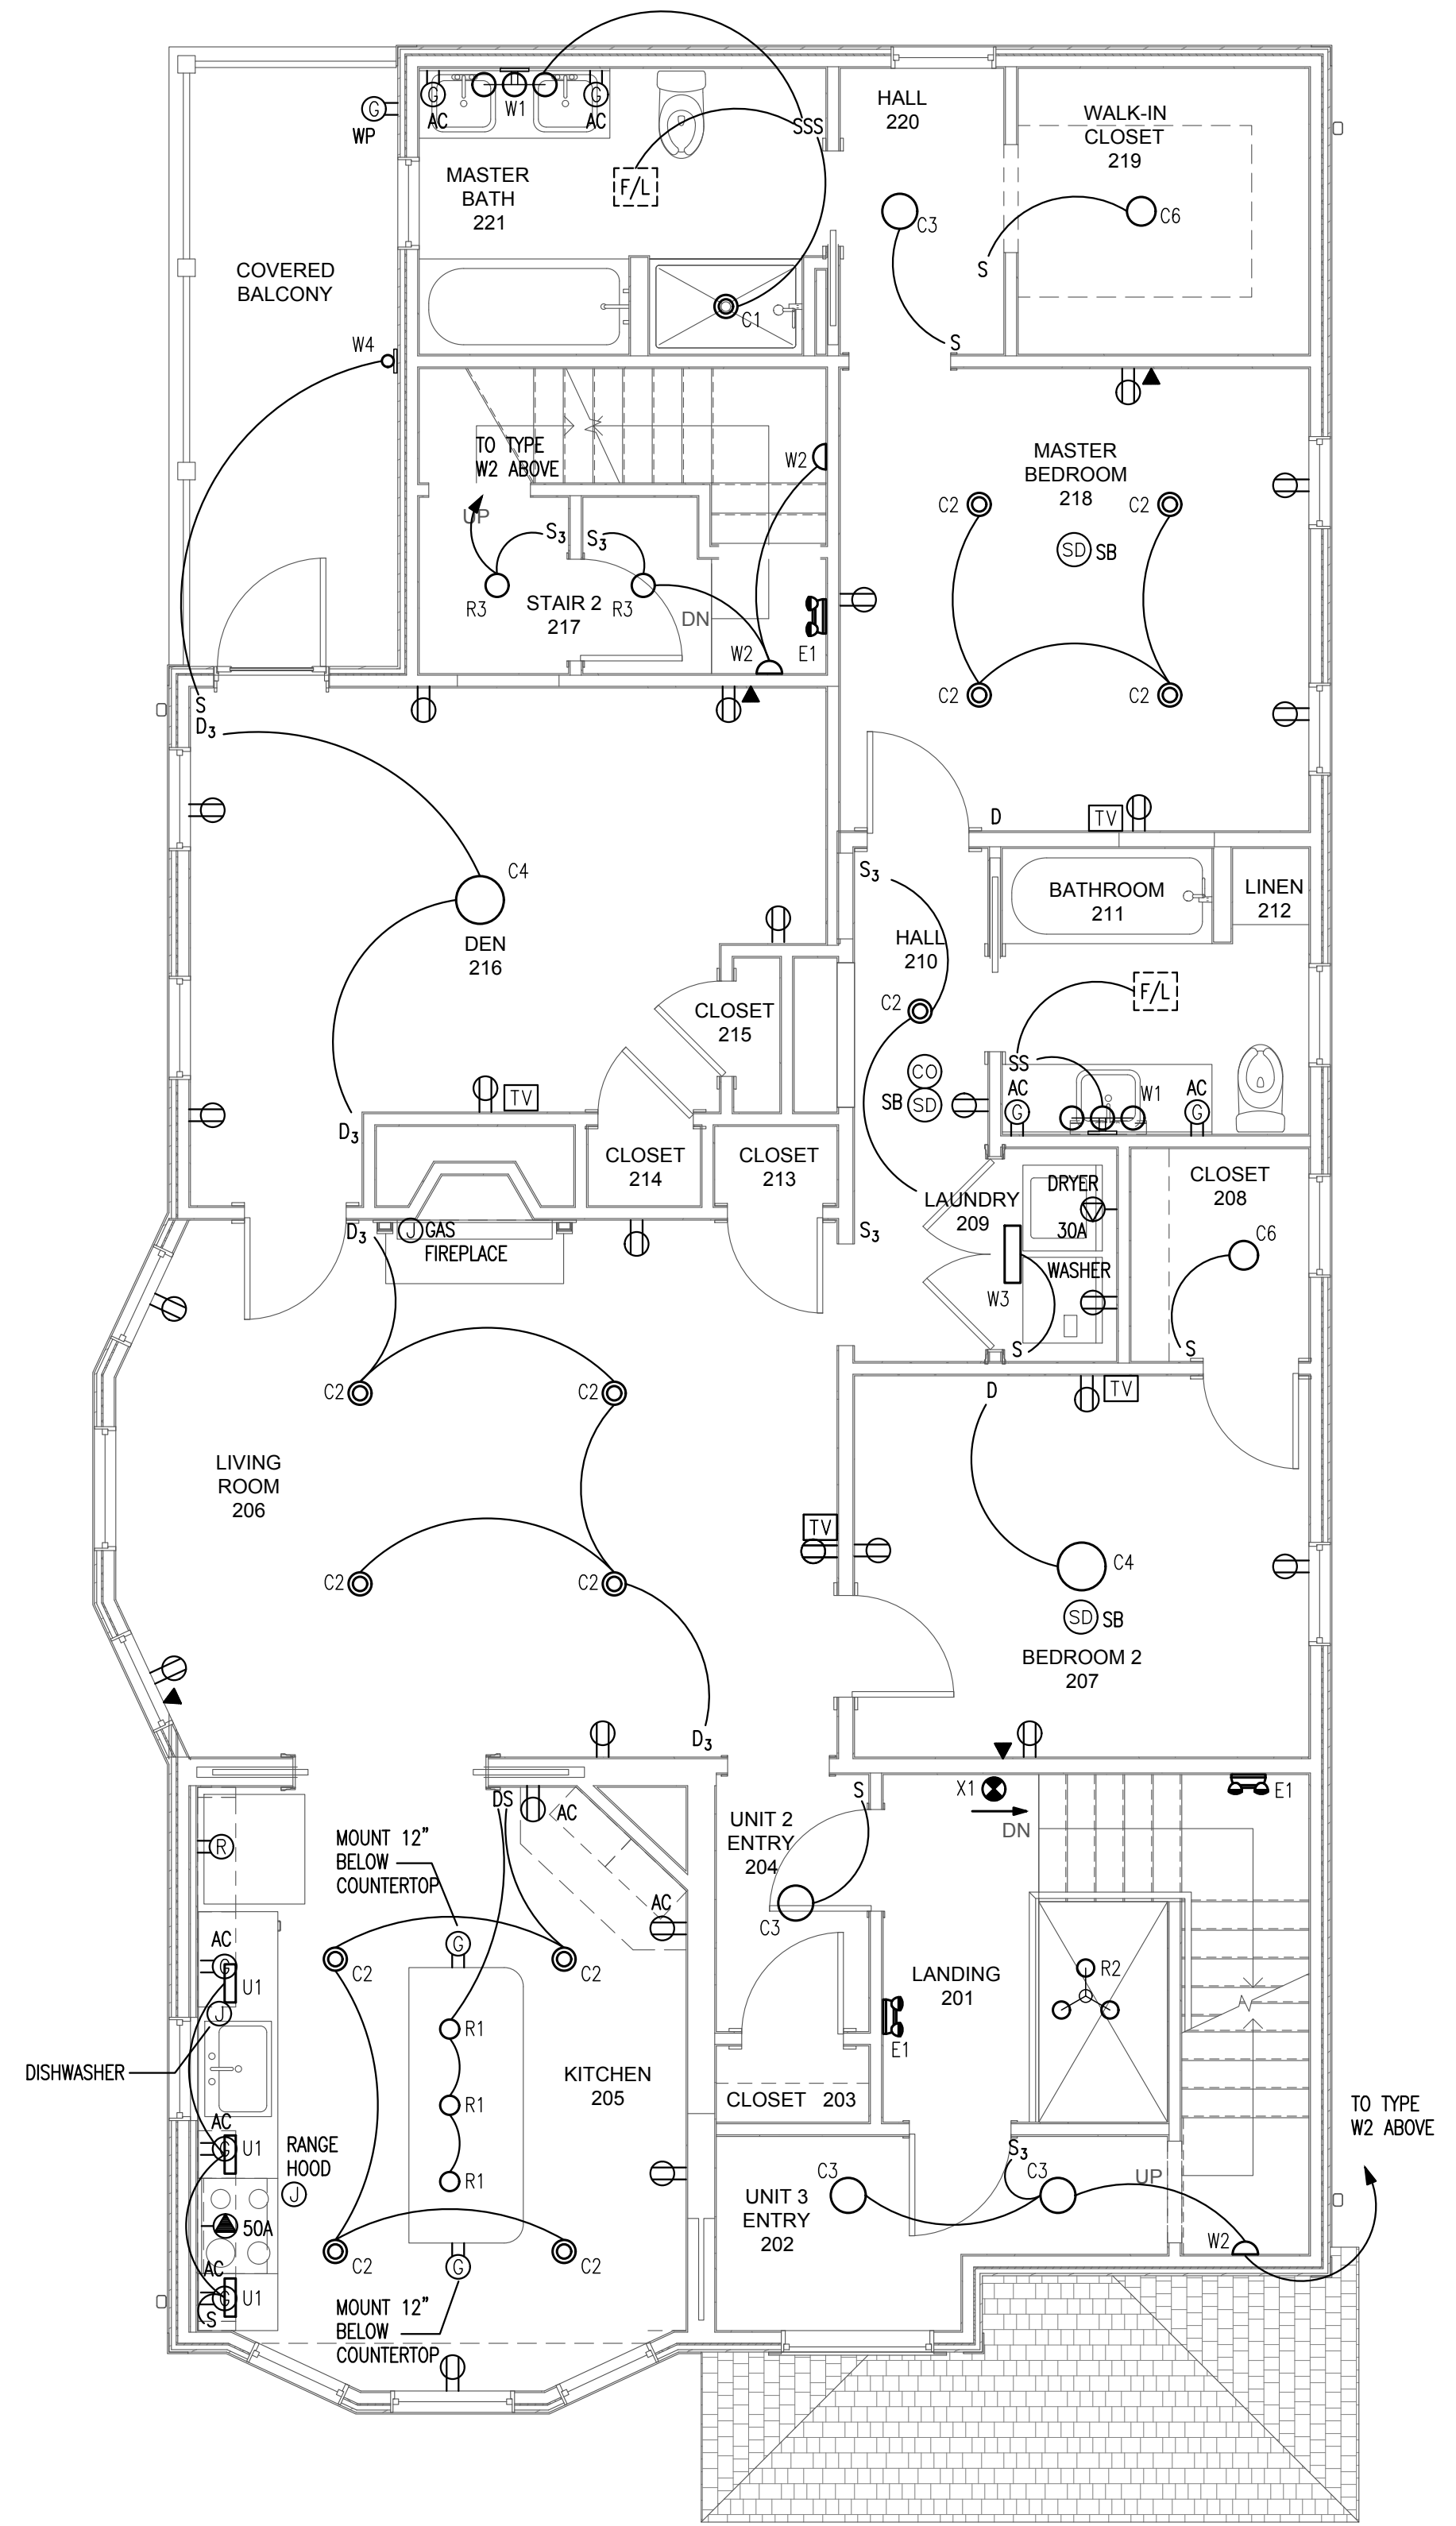 HALL
220
WALK-IN
CLOSET
219
C6
C3
S
S
SSS
G
WP
G
AC
W1
G
AC
MASTER
BATH
221
F/L
C1
COVERED
BALCONY
W4
TO TYPE
W2 ABOVE
UP
W2
S3
S3
R3
STAIR 2
217
R3
DN
W2
E1
MASTER
BEDROOM
218
C2
C2
SD
SB
C2
C2
D
TV
S
D3
C4
DEN
216
S3
BATHROOM
211
LINEN
212
HALL
210
C2
F/L
CLOSET
215
CO
SB
SD
SS
AC
G
W1
AC
G
TV
D3
CLOSET
214
CLOSET
213
LAUNDRY
209
DRYER
30A
CLOSET
208
C6
D3
J
GAS
FIREPLACE
S3
WASHER
W3
S
S
D
TV
C2
C2
LIVING
ROOM
206
TV
C4
SD
SB
BEDROOM 2
207
C2
C2
D3
DS
AC
S
X1
DN
E1
UNIT 2
ENTRY
204
C3
MOUNT 12"
BELOW
COUNTERTOP
R
AC
AC
G
U1
J
C2
G
C2
LANDING
201
R2
E1
DISHWASHER
R1
R1
R1
KITCHEN
205
CLOSET 203
AC
G
U1
RANGE
HOOD
J
50A
AC
G
U1
S
C2
C2
G
MOUNT 12"
BELOW
COUNTERTOP
S3
C3
C3
UP
UNIT 3
ENTRY
202
W2
TO TYPE
W2 ABOVE